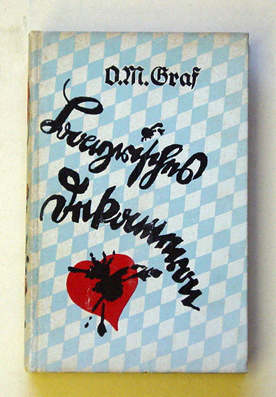 O.M. Graf
Bayrisches
Dekameron